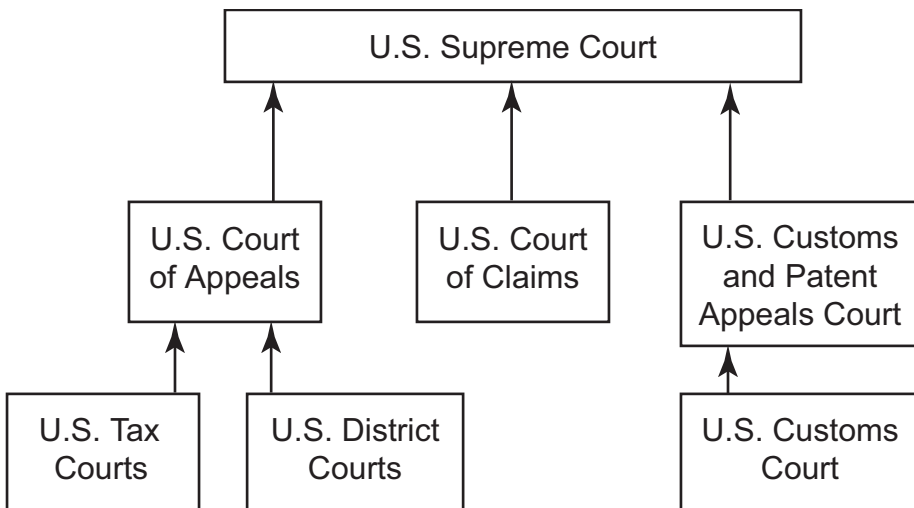 U.S. Supreme Court
U.S. Court
of Appeals
U.S. Court
of Claims
U.S. Customs
and Patent
Appeals Court
U.S. Tax
Courts
U.S. District
Courts
U.S. Customs
Court